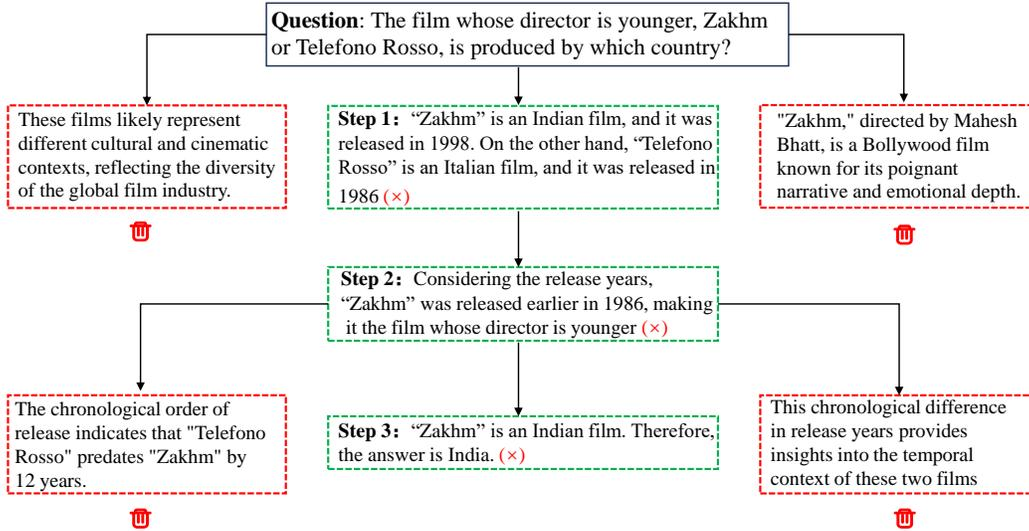 Question: The film whose director is younger, Zakhm
or Telefono Rosso, is produced by which country?
These films likely represent
different cultural and cinematic
contexts, reflecting the diversity
of the global film industry.
Step 1: “Zakhm” is an Indian film, and it was
released in 1998. On the other hand, “Telefono
Rosso” is an Italian film, and it was released in
1986 (×)
"Zakhm," directed by Mahesh
Bhatt, is a Bollywood film
known for its poignant
narrative and emotional depth.
Step 2: Considering the release years,
“Zakhm” was released earlier in 1986, making
it the film whose director is younger (×)
The chronological order of
release indicates that "Telefono
Rosso" predates "Zakhm" by
12 years.
Step 3: “Zakhm” is an Indian film. Therefore,
the answer is India. (×)
This chronological difference
in release years provides
insights into the temporal
context of these two films